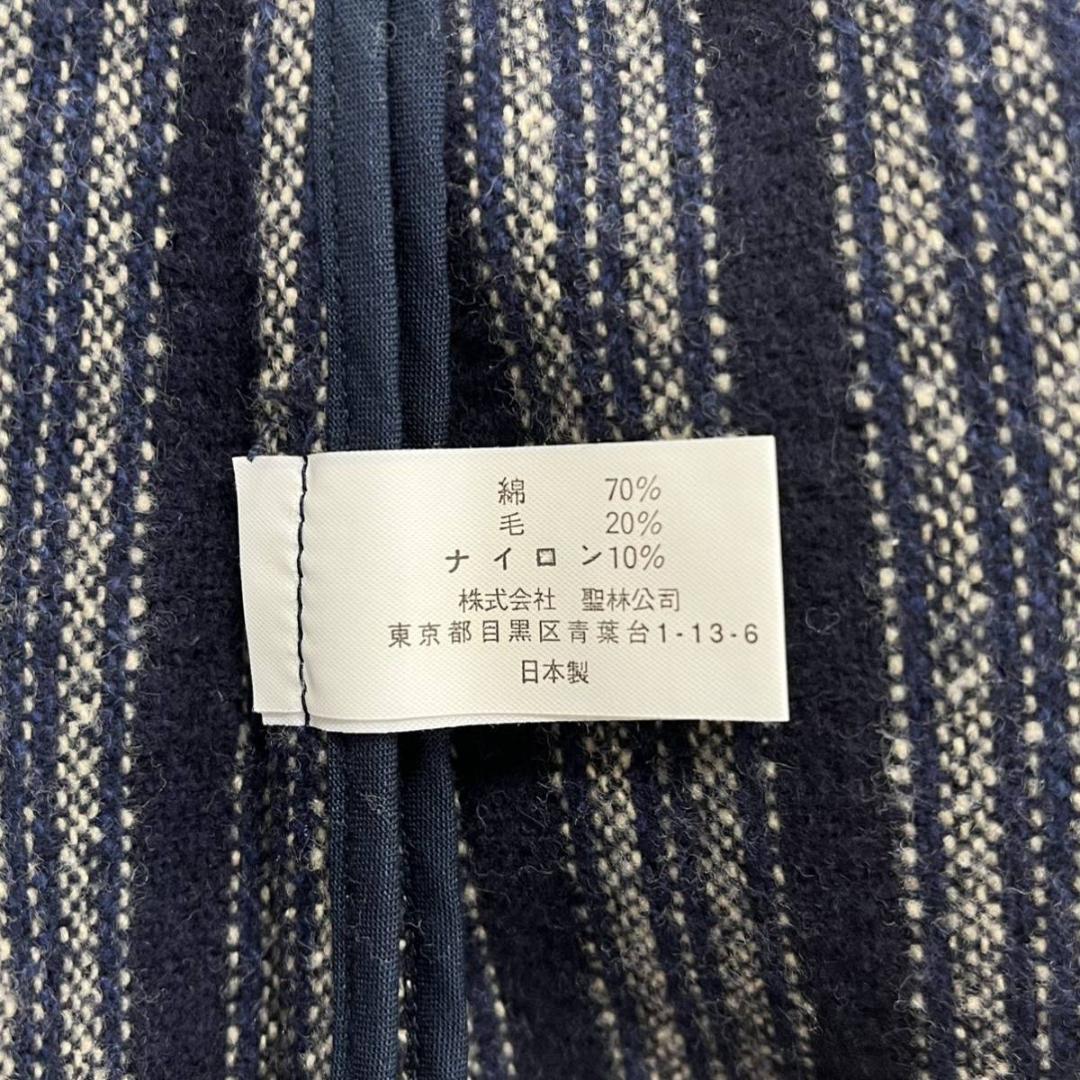 綿 70%
毛 20%
ナイロン10%
株式会社 聖林公司
東京都目黒区青葉台1-13-6
日本製